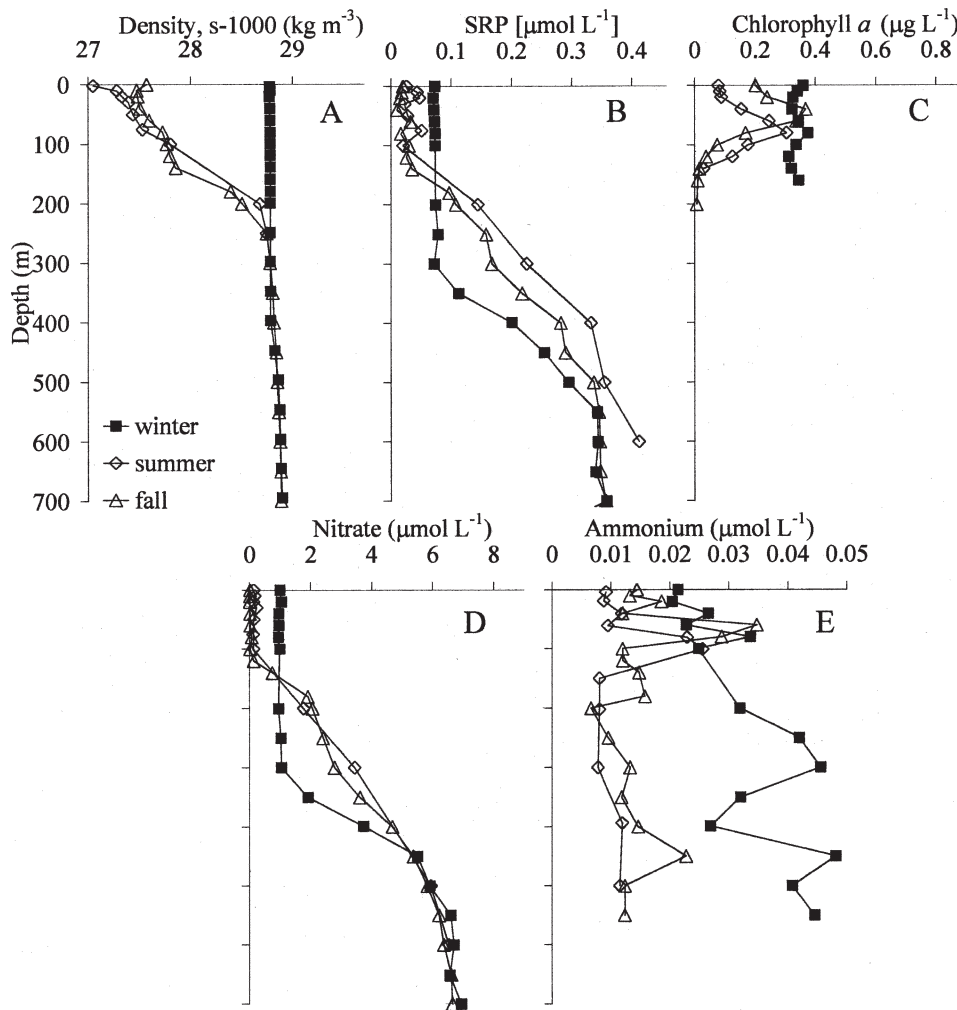 Density, s-1000 (kg m⁻³)
27 28 29
SRP [μmol L⁻¹]
0 0.1 0.2 0.3 0.4
Chlorophyll a (μg L⁻¹)
0 0.2 0.4 0.6 0.8
Depth (m)
0
100
200
300
400
500
600
700
A
B
C
winter
summer
fall
Nitrate (μmol L⁻¹)
0 2 4 6 8
Ammonium (μmol L⁻¹)
0 0.01 0.02 0.03 0.04 0.05
D
E